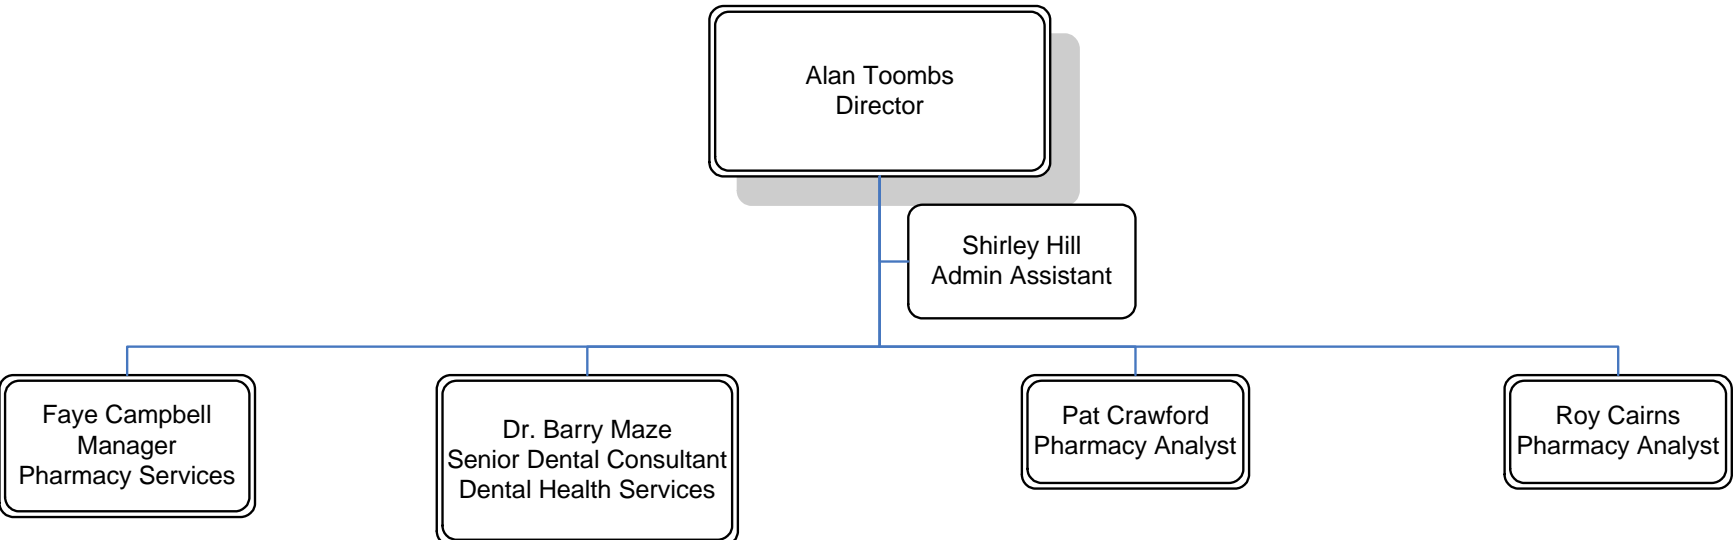 Alan Toombs
Director
Shirley Hill
Admin Assistant
Faye Campbell
Manager
Pharmacy Services
Dr. Barry Maze
Senior Dental Consultant
Dental Health Services
Pat Crawford
Pharmacy Analyst
Roy Cairns
Pharmacy Analyst